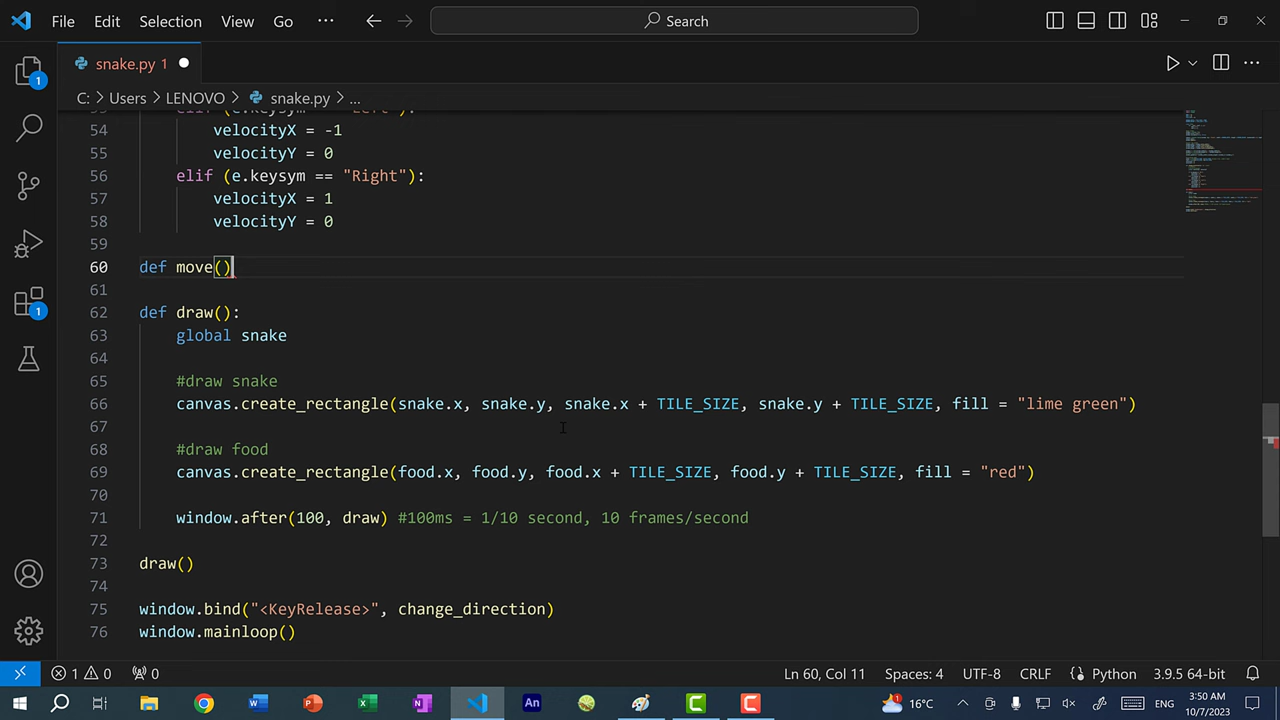 File Edit Selection View Go ··· Search
snake.py 1
C: > Users > LENOVO > snake.py > ...
elif (e.keysym == "Left"):
54 velocityX = -1
55 velocityY = 0
56 elif (e.keysym == "Right"):
57 velocityX = 1
58 velocityY = 0
59
60 def move()
61
62 def draw():
63 global snake
64
65 #draw snake
66 canvas.create_rectangle(snake.x, snake.y, snake.x + TILE_SIZE, snake.y + TILE_SIZE, fill = "lime green")
67
68 #draw food
69 canvas.create_rectangle(food.x, food.y, food.x + TILE_SIZE, food.y + TILE_SIZE, fill = "red")
70
71 window.after(100, draw) #100ms = 1/10 second, 10 frames/second
72
73 draw()
74
75 window.bind("<KeyRelease>", change_direction)
76 window.mainloop()
1
1
1 0 0 Ln 60, Col 11 Spaces: 4 UTF-8 CRLF Python 3.9.5 64-bit
16°C 3:50 AM
10/7/2023